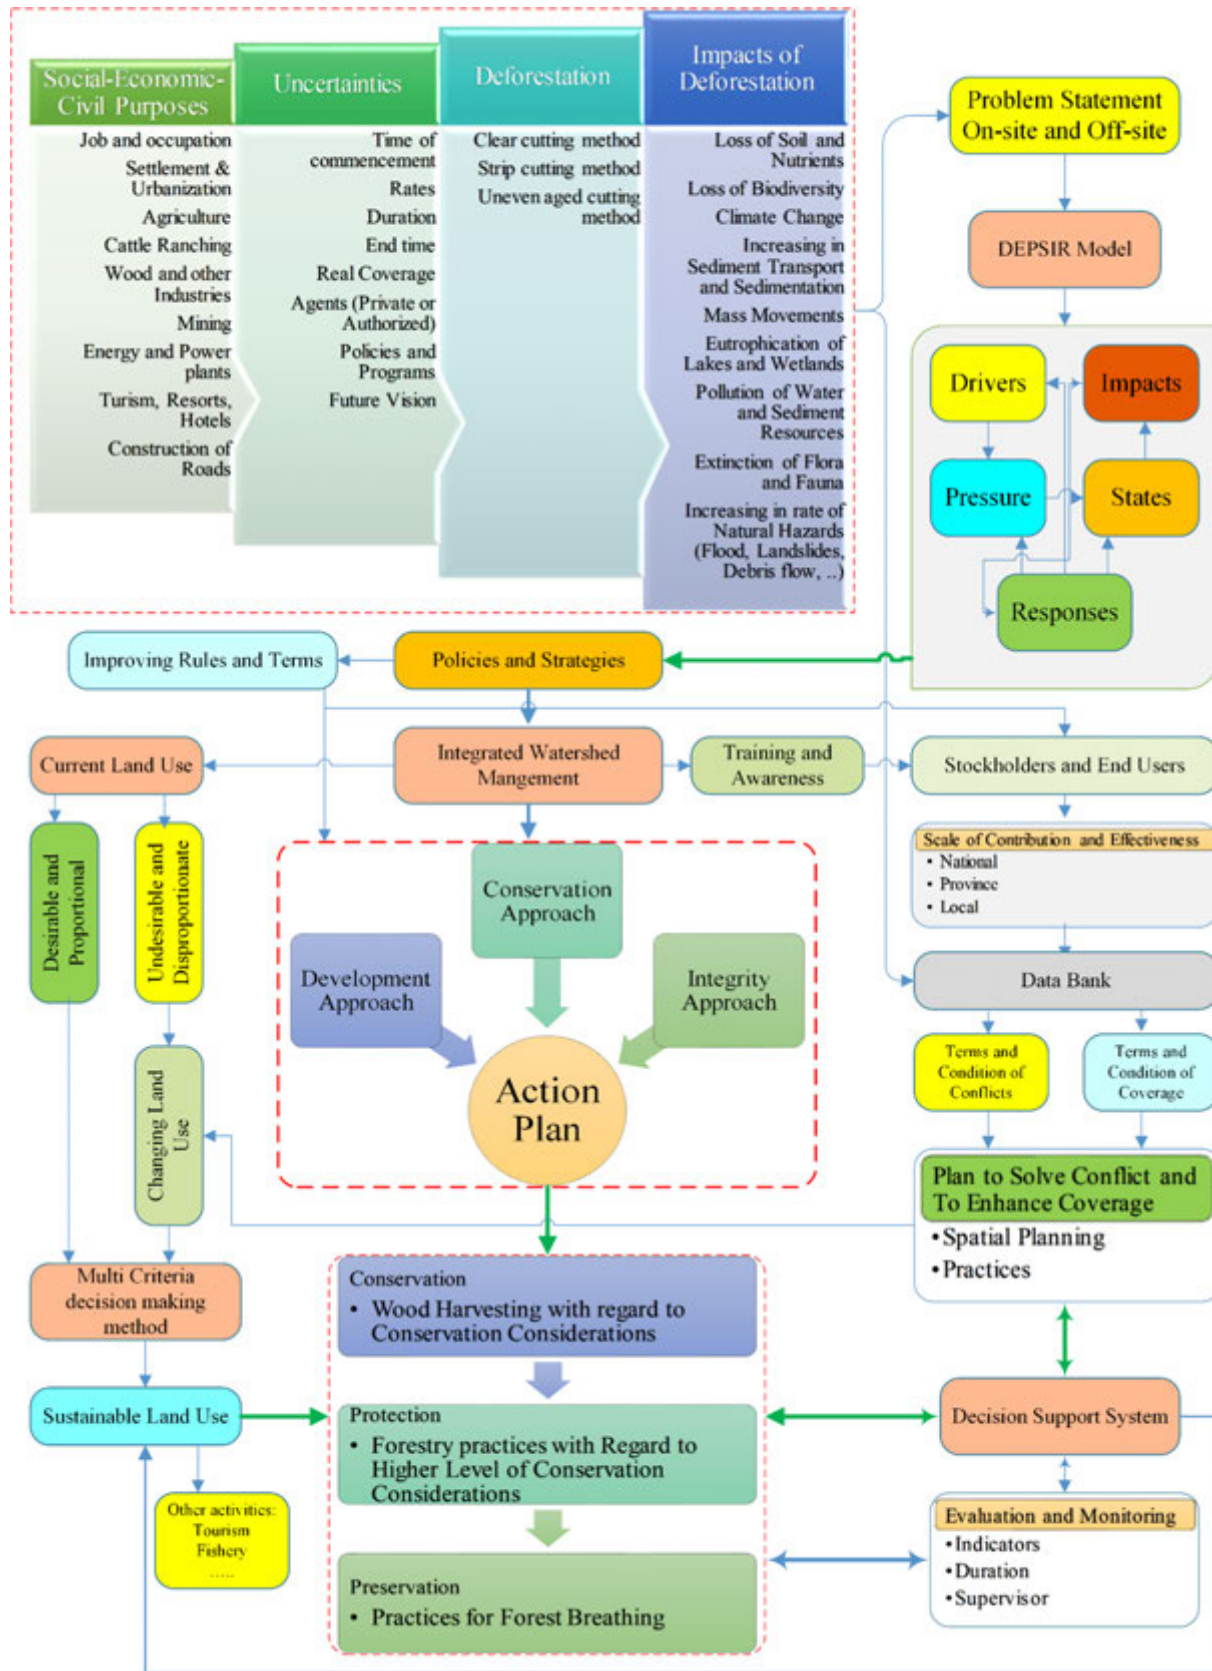 Social-Economic-
Civil Purposes
Job and occupation
Settlement &
Urbanization
Agriculture
Cattle Ranching
Wood and other
Industries
Mining
Energy and Power
plants
Turism, Resorts,
Hotels
Construction of
Roads
Uncertainties
Time of
commencement
Rates
Duration
End time
Real Coverage
Agents (Private or
Authorized)
Policies and
Programs
Future Vision
Deforestation
Clear cutting method
Strip cutting method
Uneven aged cutting
method
Impacts of
Deforestation
Loss of Soil and
Nutrients
Loss of Biodiversity
Climate Change
Increasing in
Sediment Transport
and Sedimentation
Mass Movements
Eutrophication of
Lakes and Wetlands
Pollution of Water
and Sediment
Resources
Extinction of Flora
and Fauna
Increasing in rate of
Natural Hazards
(Flood, Landslides,
Debris flow, ..)
Problem Statement
On-site and Off-site
DEPSIR Model
Drivers
Impacts
Pressure
States
Responses
Improving Rules and Terms
Policies and Strategies
Current Land Use
Integrated Watershed
Mangement
Training and
Awareness
Stockholders and End Users
Desirable and
Proportional
Undesirable and
Disproportionate
Scale of Contribution and Effectiveness
• National
• Province
• Local
Conservation
Approach
Development
Approach
Integrity
Approach
Action
Plan
Data Bank
Terms and
Condition of
Conflicts
Terms and
Condition of
Coverage
Changing Land
Use
Plan to Solve Conflict and
To Enhance Coverage
•Spatial Planning
•Practices
Multi Criteria
decision making
method
Conservation
• Wood Harvesting with regard to
Conservation Considerations
Sustainable Land Use
Protection
• Forestry practices with Regard to
Higher Level of Conservation
Considerations
Decision Support System
Other activities:
Tourism
Fishery
.....
Evaluation and Monitoring
•Indicators
•Duration
•Supervisor
Preservation
• Practices for Forest Breathing